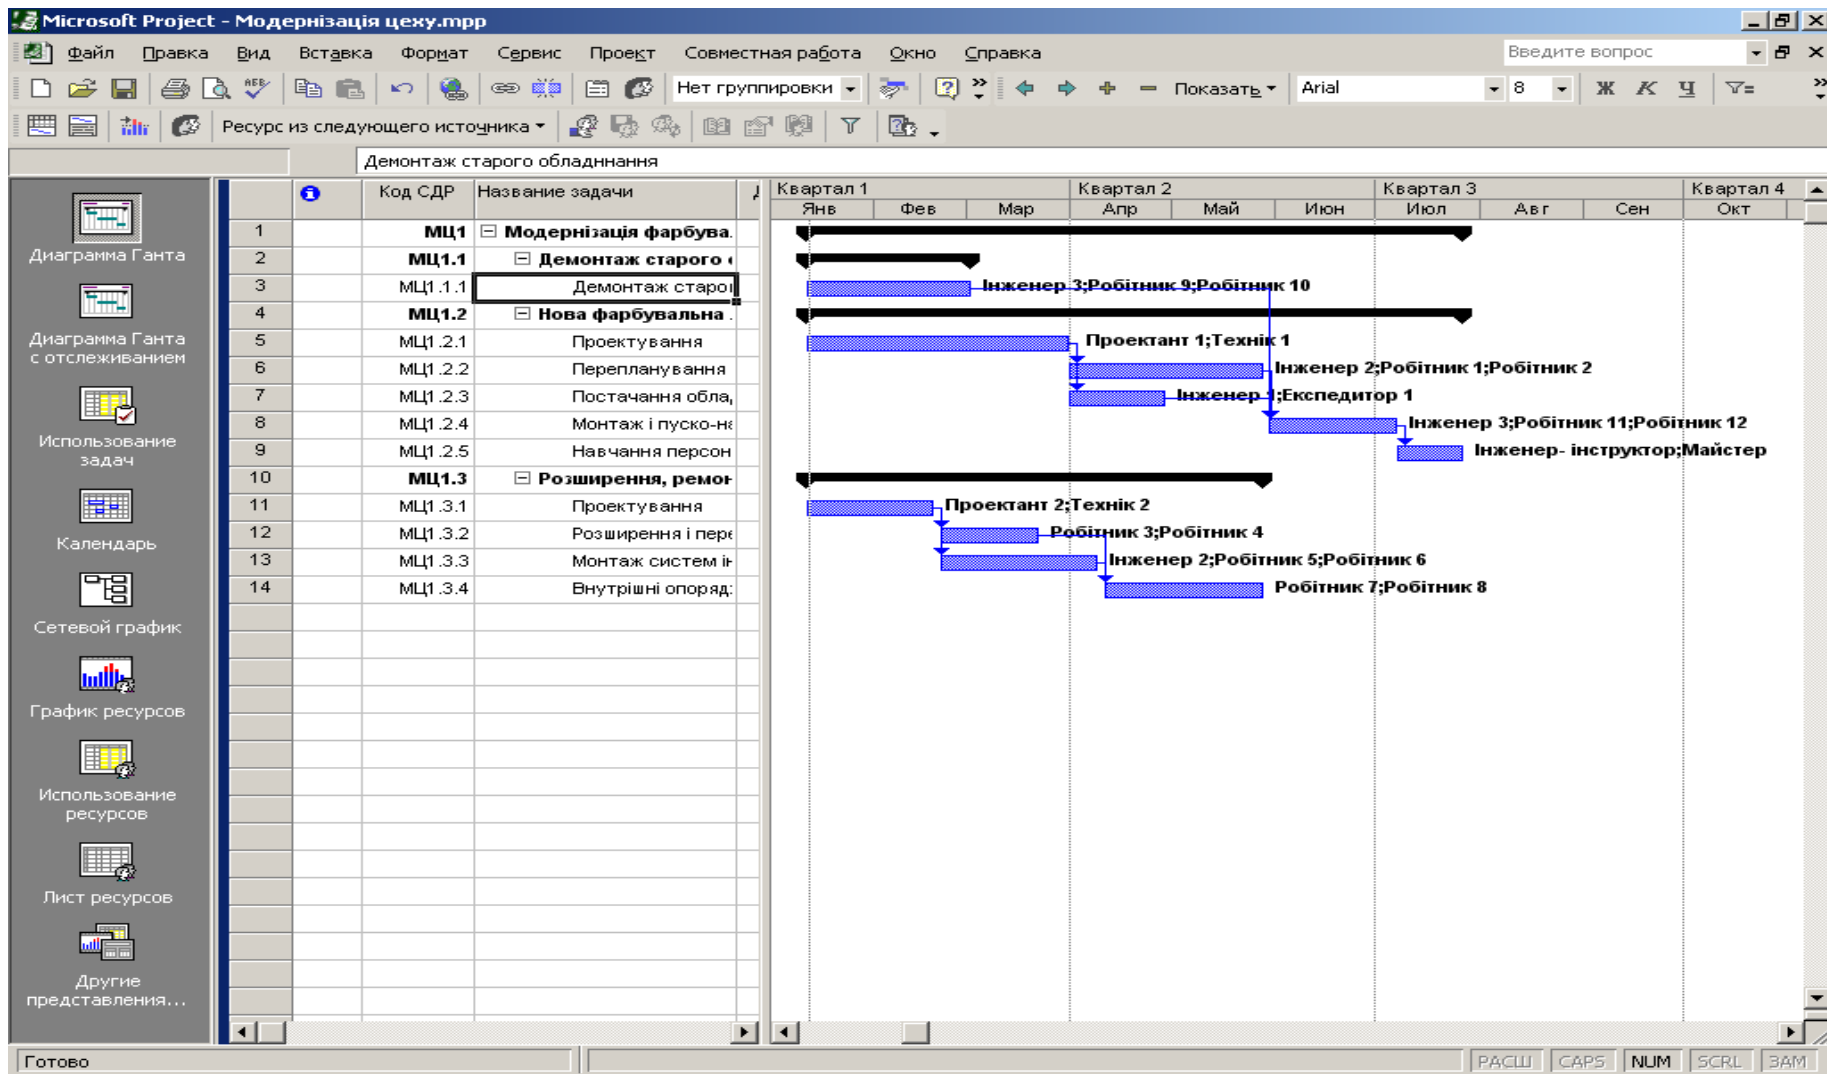 Microsoft Project - Модернізація цеху.mpp
Файл Правка Вид Вставка Формат Сервис Проект Совместная работа Окно Справка Введите вопрос
Нет группировки Показать Arial 8 Ж К Ч
Ресурс из следующего источника
Демонтаж старого обладннання
Код СДР Название задачи
Квартал 1 Квартал 2 Квартал 3 Квартал 4
Янв Фев Мар Апр Май Июн Июл Авг Сен Окт
1 МЦ1 Модернізація фарбува
2 МЦ1.1 Демонтаж старого
3 МЦ1.1.1 Демонтаж старо Інженер 3;Робітник 9;Робітник 10
4 МЦ1.2 Нова фарбувальна
5 МЦ1.2.1 Проектування Проектант 1;Технік 1
6 МЦ1.2.2 Перепланування Інженер 2;Робітник 1;Робітник 2
7 МЦ1.2.3 Постачання обла Інженер 1;Експедитор 1
8 МЦ1.2.4 Монтаж і пуско-на Інженер 3;Робітник 11;Робітник 12
9 МЦ1.2.5 Навчання персон Інженер- інструктор;Майстер
10 МЦ1.3 Розширення, ремон
11 МЦ1.3.1 Проектування Проектант 2;Технік 2
12 МЦ1.3.2 Розширення і пере Робітник 3;Робітник 4
13 МЦ1.3.3 Монтаж систем ін Інженер 2;Робітник 5;Робітник 6
14 МЦ1.3.4 Внутрішні опоряд Робітник 7;Робітник 8
Диаграмма Ганта
Диаграмма Ганта
с отслеживанием
Использование
задач
Календарь
Сетевой график
График ресурсов
Использование
ресурсов
Лист ресурсов
Другие
представления...
Готово РАСШ CAPS NUM SCRL ЗАМ